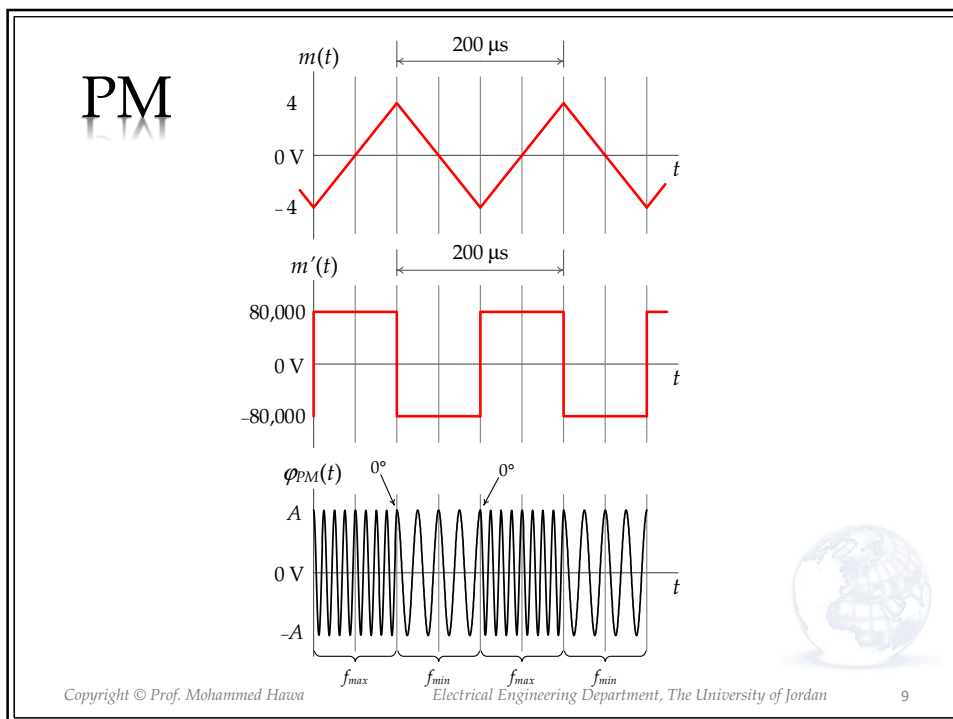 PM
200 μs
m(t)
4
0 V
t
–4
200 μs
m′(t)
80,000
0 V
t
–80,000
φPM(t)
0°
0°
A
0 V
t
–A
fmax fmin fmax fmin
Copyright © Prof. Mohammed Hawa Electrical Engineering Department, The University of Jordan 9